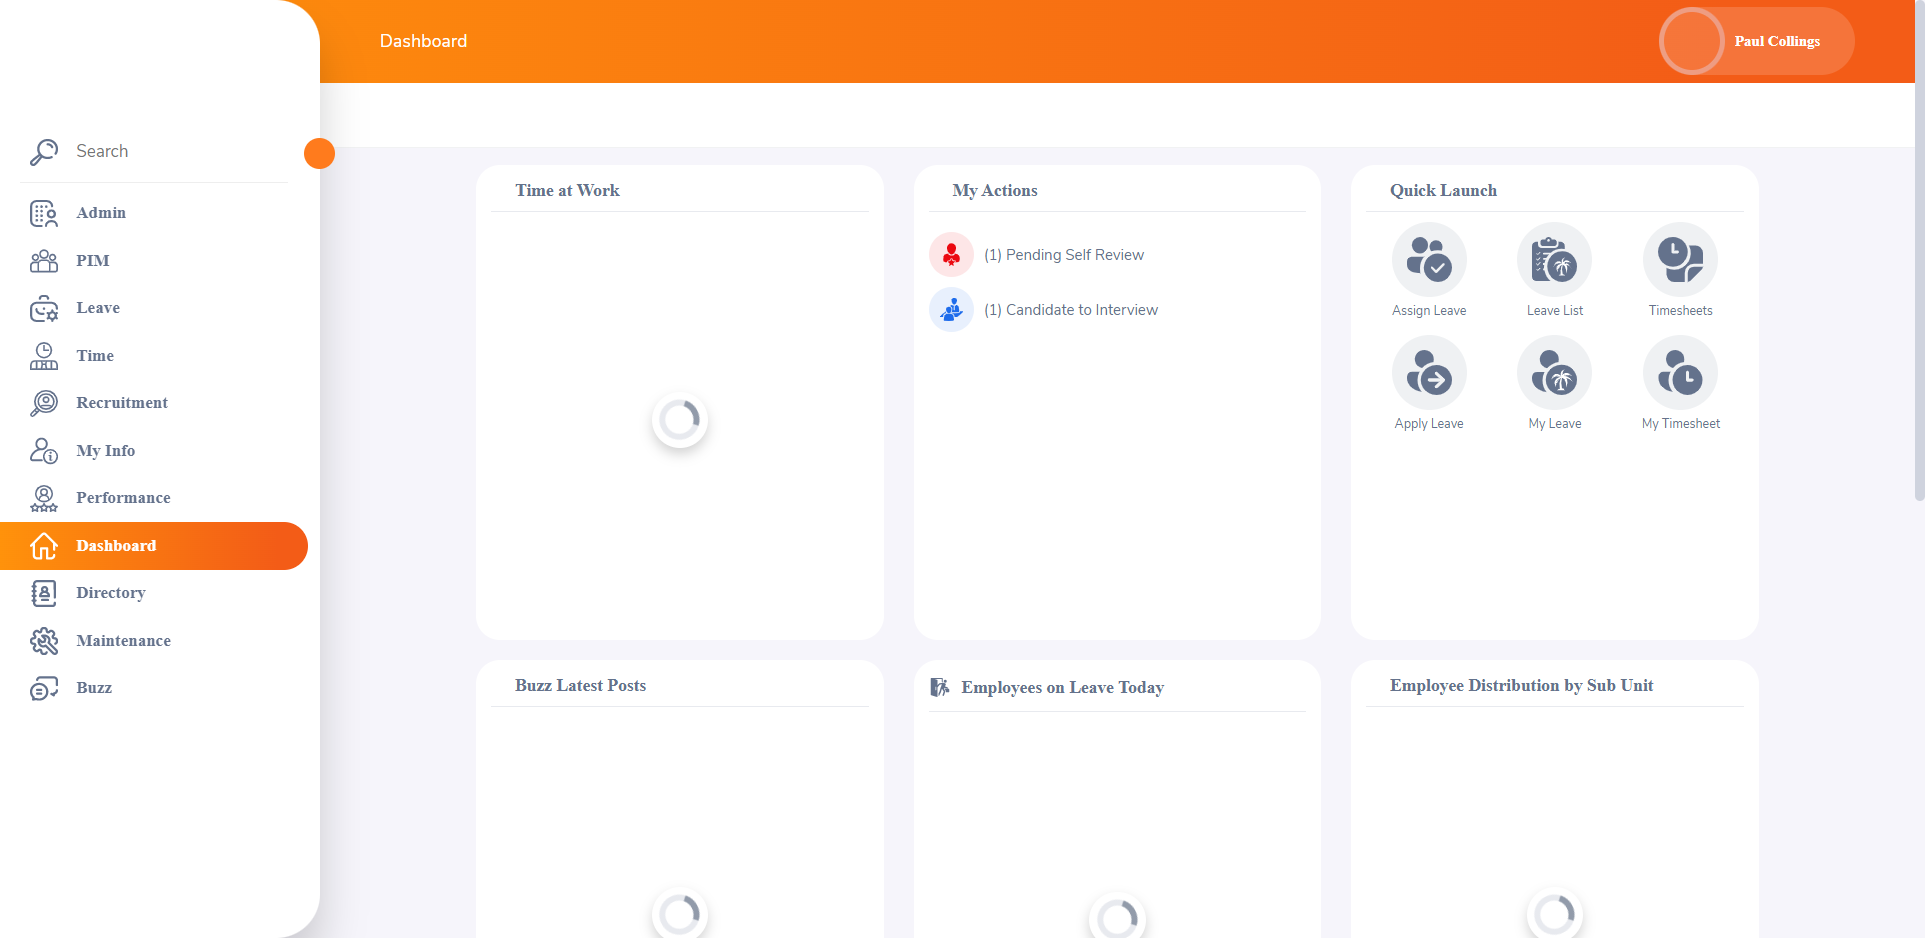 Dashboard
Paul Collings
Search
Admin
PIM
Leave
Time
Recruitment
My Info
Performance
Dashboard
Directory
Maintenance
Buzz
Time at Work
My Actions
(1) Pending Self Review
(1) Candidate to Interview
Quick Launch
Assign Leave
Leave List
Timesheets
Apply Leave
My Leave
My Timesheet
Buzz Latest Posts
Employees on Leave Today
Employee Distribution by Sub Unit